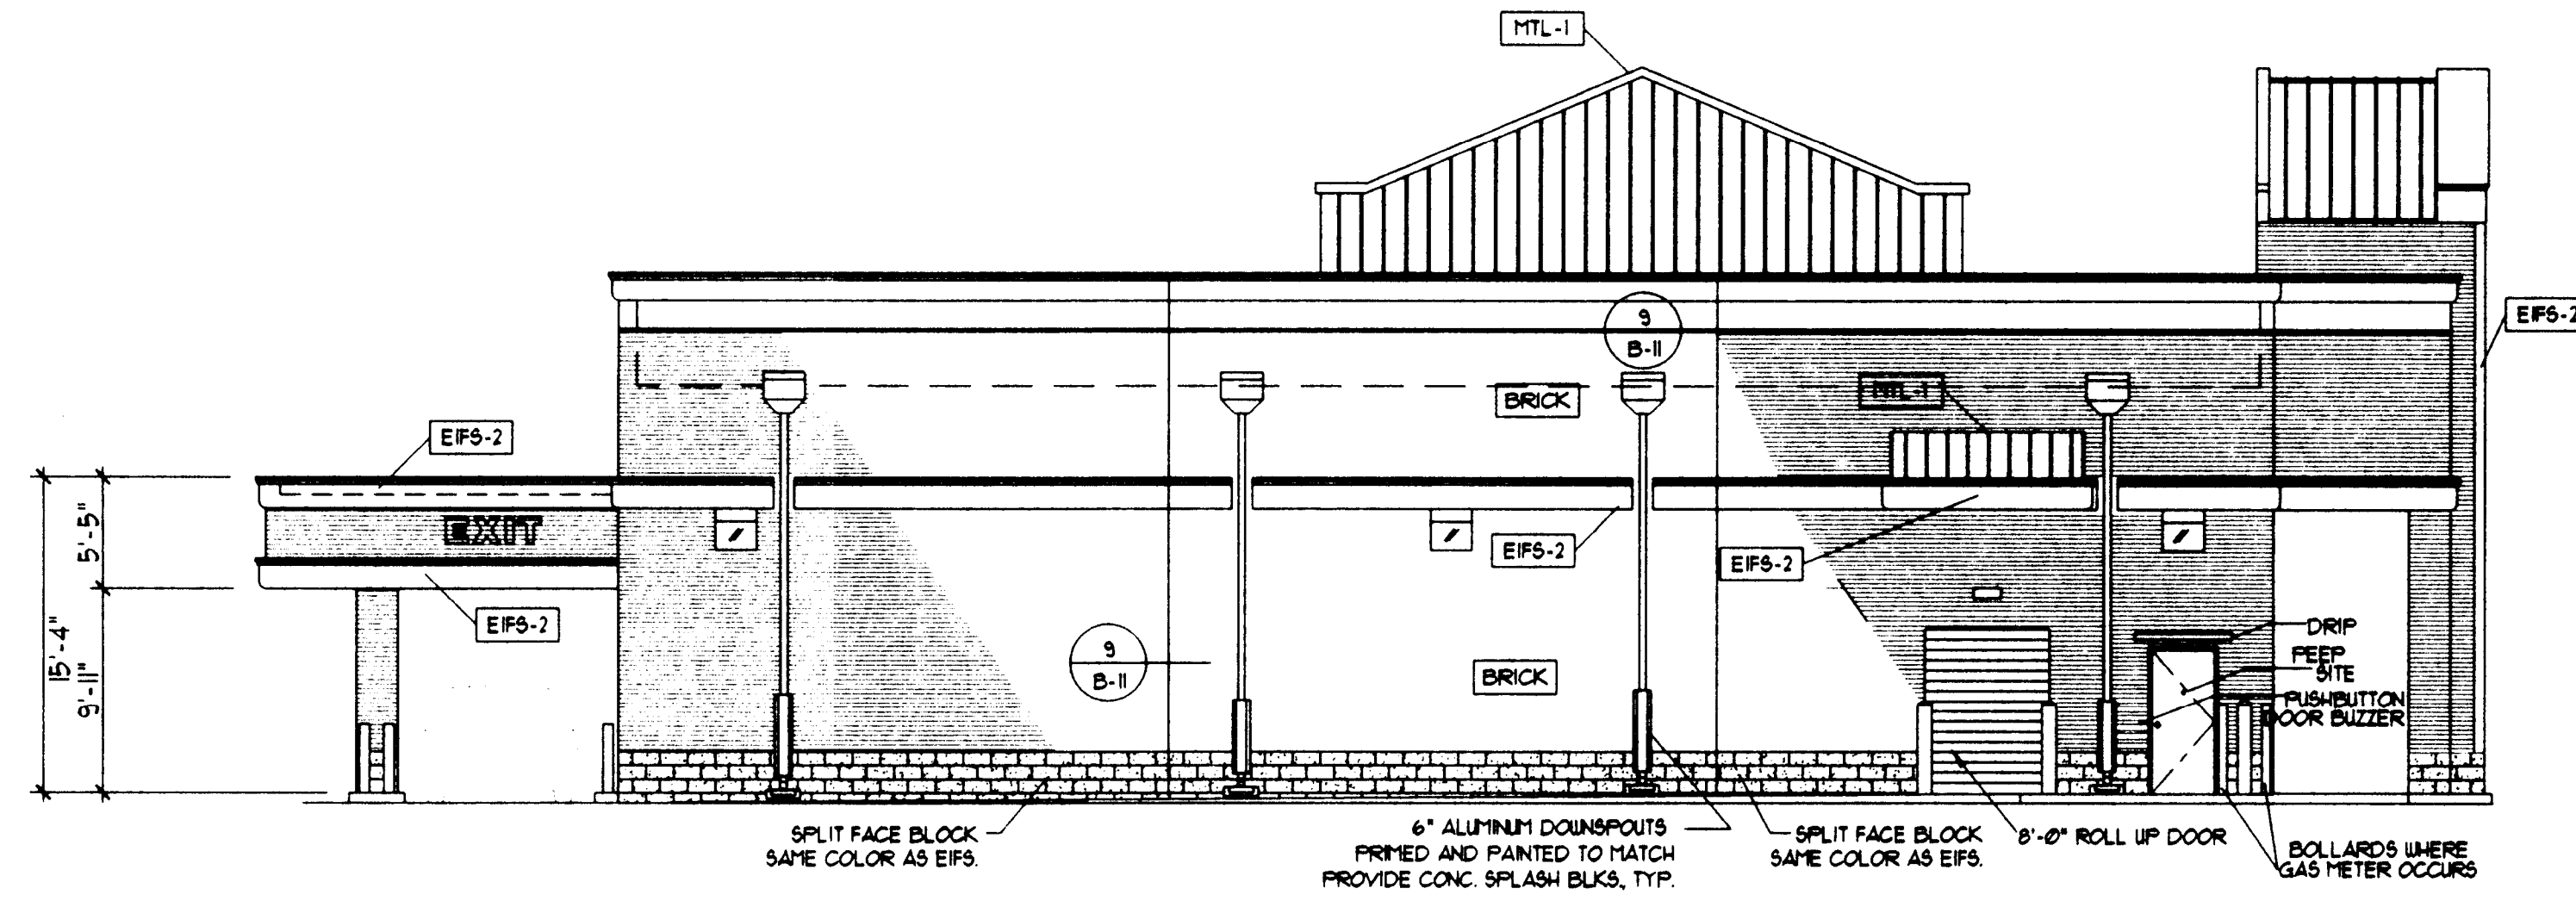 MTL-1
EIFS-2
9
B-11
BRICK
MTL-1
EIFS-2
EXIT
EIFS-2
EIFS-2
EIFS-2
5'-5"
15'-4"
9'-11"
9
B-11
BRICK
DRIP
PEEP
SITE
PUSHBUTTON
DOOR BUZZER
SPLIT FACE BLOCK
SAME COLOR AS EIFS.
6" ALUMINUM DOWNSPOUTS
PRIMED AND PAINTED TO MATCH
PROVIDE CONC. SPLASH BLKS, TYP.
SPLIT FACE BLOCK
SAME COLOR AS EIFS.
8'-0" ROLL UP DOOR
BOLLARDS WHERE
GAS METER OCCURS